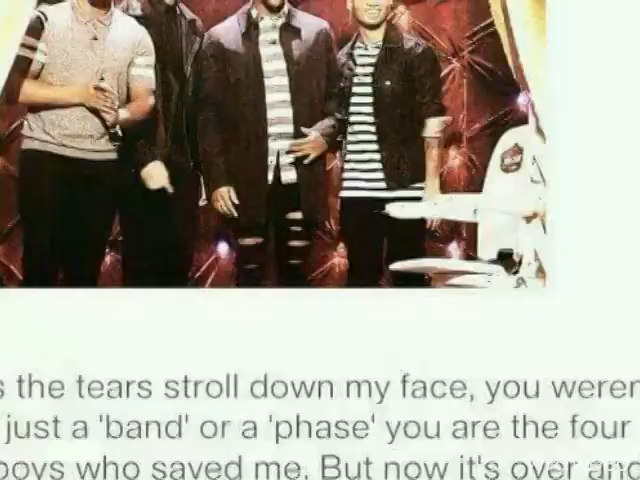 s the tears stroll down my face, you weren
just a 'band' or a 'phase' you are the four
boys who saved me. But now it's over and